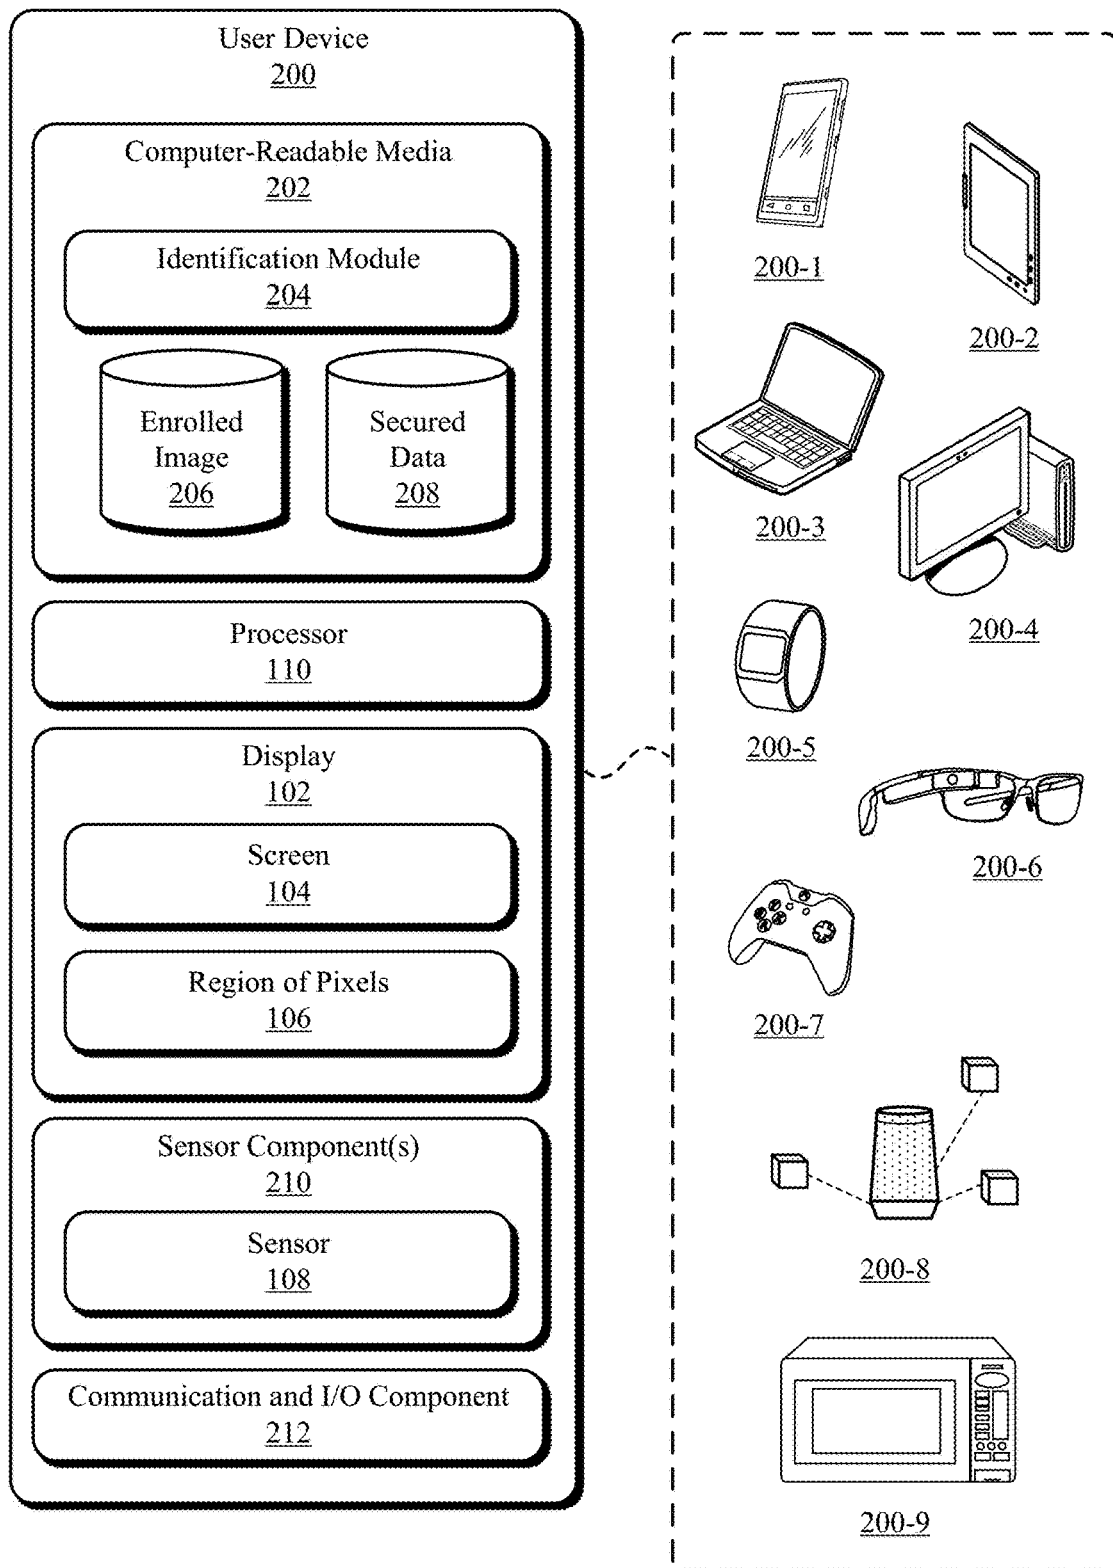 User Device
200
Computer-Readable Media
202
Identification Module
204
Enrolled
Image
206
Secured
Data
208
Processor
110
Display
102
Screen
104
Region of Pixels
106
Sensor Component(s)
210
Sensor
108
Communication and I/O Component
212
200-1
200-2
200-3
200-4
200-5
200-6
200-7
200-8
200-9